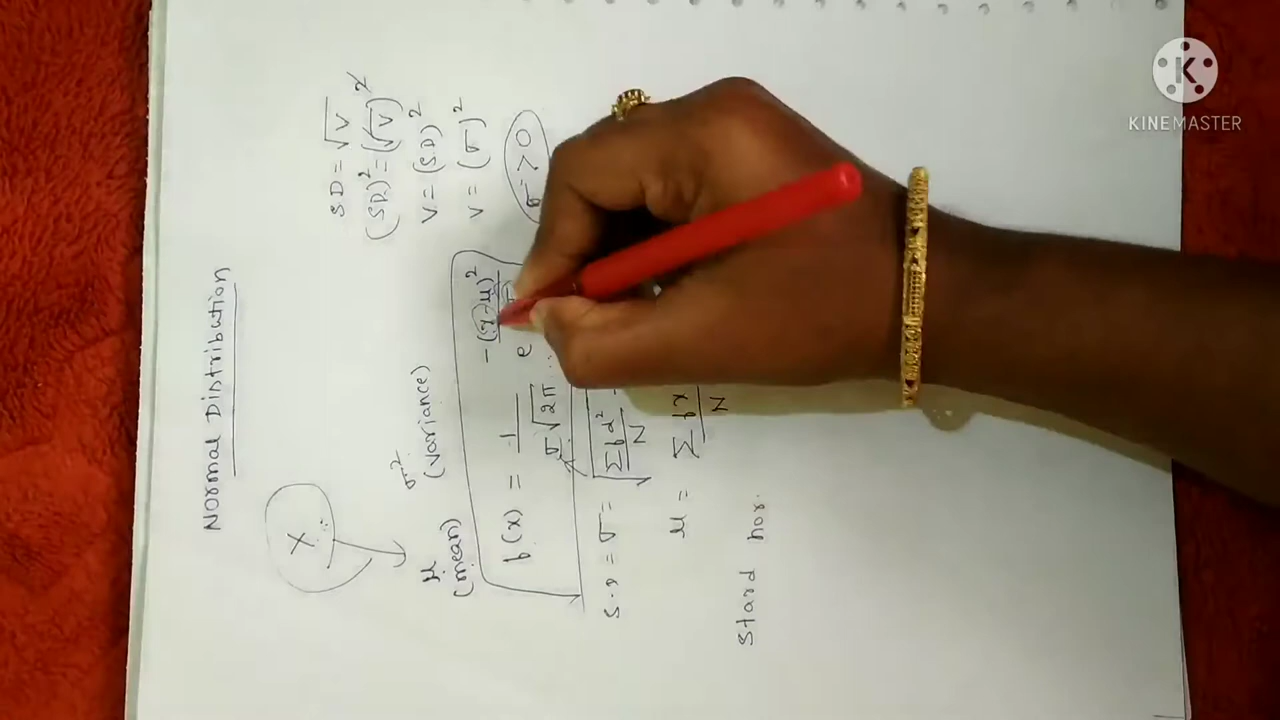 Normal Distribution
X
μ σ²
(mean) (variance)
SD = √V
(SD)² = (√V)²
V = (SD)²
V = (σ)²
σ > 0
f(x) = 1 / σ√2π e -(x-μ)²
S.D = σ = √ Σfd² / N
μ = Σfx / N
Stard nor.
KINEMASTER